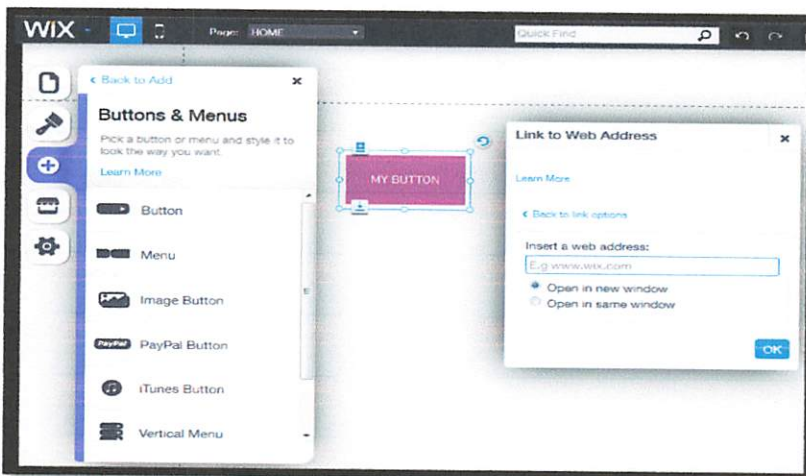 WiX
Page: HOME
Quick Find
Back to Add
Buttons & Menus
Pick a button or menu and style it to
look the way you want.
Learn More
Button
Menu
Image Button
PayPal PayPal Button
iTunes Button
Vertical Menu
MY BUTTON
Link to Web Address
Learn More
Back to link options
Insert a web address:
E.g www.wix.com
Open in new window
Open in same window
OK